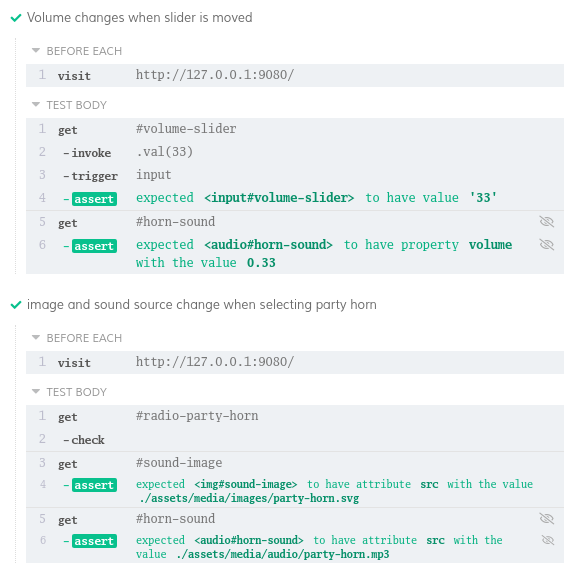 Volume changes when slider is moved
BEFORE EACH
1 visit http://127.0.0.1:9080/
TEST BODY
1 get #volume-slider
2 -invoke .val(33)
3 -trigger input
4 -assert expected <input#volume-slider> to have value '33'
5 get #horn-sound
6 -assert expected <audio#horn-sound> to have property volume
with the value 0.33
image and sound source change when selecting party horn
BEFORE EACH
1 visit http://127.0.0.1:9080/
TEST BODY
1 get #radio-party-horn
2 -check
3 get #sound-image
4 -assert expected <img#sound-image> to have attribute src with the value
./assets/media/images/party-horn.svg
5 get #horn-sound
6 -assert expected <audio#horn-sound> to have attribute src with the
value ./assets/media/audio/party-horn.mp3